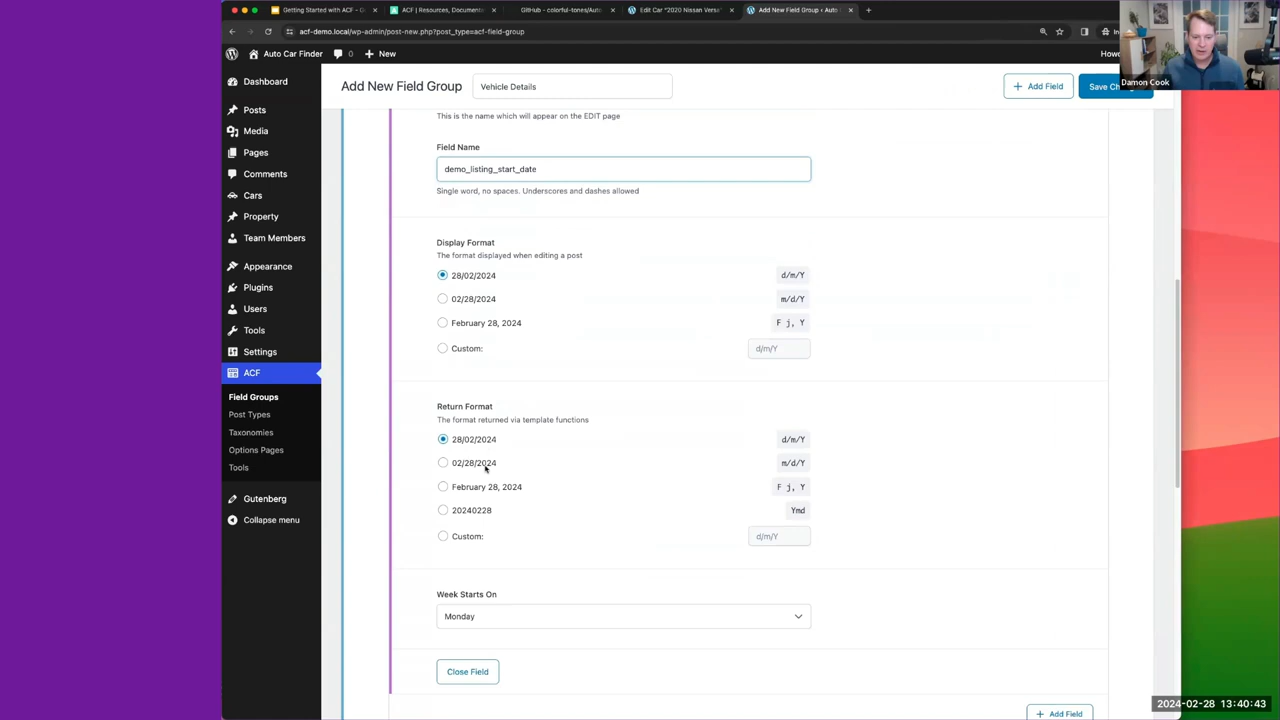 Getting Started with ACF - G
ACF | Resources, Documenta
GitHub - colorful-tones/Auto
Edit Car "2020 Nissan Versa"
Add New Field Group ‹ Auto
acf-demo.local/wp-admin/post-new.php?post_type=acf-field-group
Auto Car Finder
0
New
Damon Cook
Dashboard
Posts
Media
Pages
Comments
Cars
Property
Team Members
Appearance
Plugins
Users
Tools
Settings
ACF
Field Groups
Post Types
Taxonomies
Options Pages
Tools
Gutenberg
Collapse menu
Add New Field Group
Vehicle Details
+ Add Field
Save Ch
This is the name which will appear on the EDIT page
Field Name
demo_listing_start_date
Single word, no spaces. Underscores and dashes allowed
Display Format
The format displayed when editing a post
28/02/2024 d/m/Y
02/28/2024 m/d/Y
February 28, 2024 F j, Y
Custom: d/m/Y
Return Format
The format returned via template functions
28/02/2024 d/m/Y
02/28/2024 m/d/Y
February 28, 2024 F j, Y
20240228 Ymd
Custom: d/m/Y
Week Starts On
Monday
Close Field
+ Add Field
2024-02-28 13:40:43